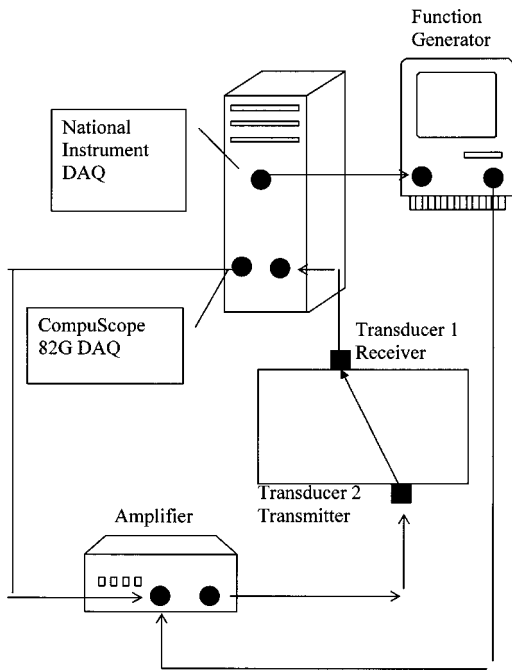 Function
Generator
National
Instrument
DAQ
CompuScope
82G DAQ
Transducer 1
Receiver
Transducer 2
Transmitter
Amplifier